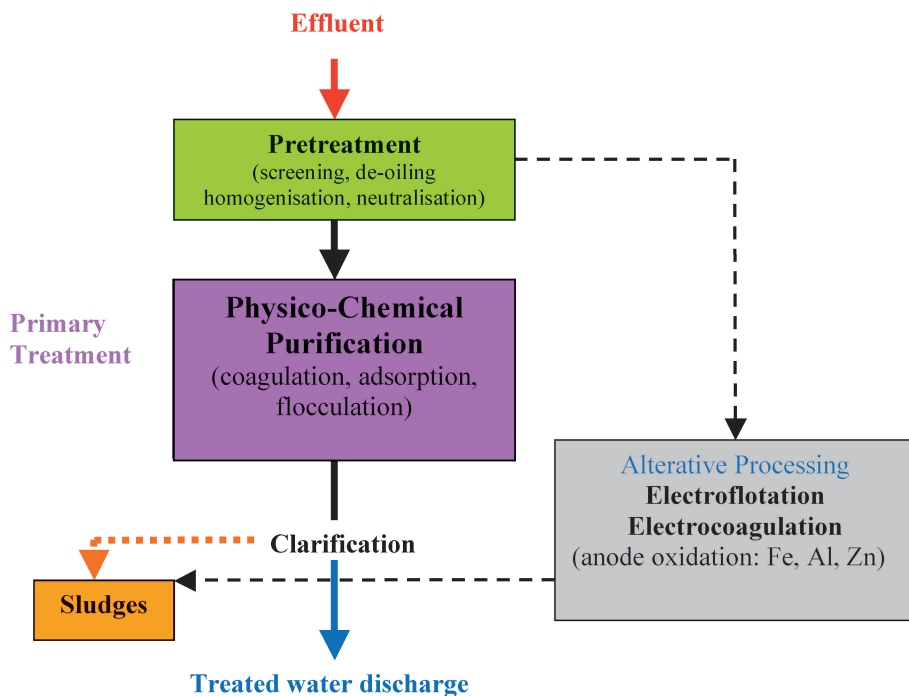 Effluent
Pretreatment
(screening, de-oiling
homogenisation, neutralisation)
Physico-Chemical
Purification
(coagulation, adsorption,
flocculation)
Primary
Treatment
Alterative Processing
Electroflotation
Electrocoagulation
(anode oxidation: Fe, Al, Zn)
Clarification
Sludges
Treated water discharge